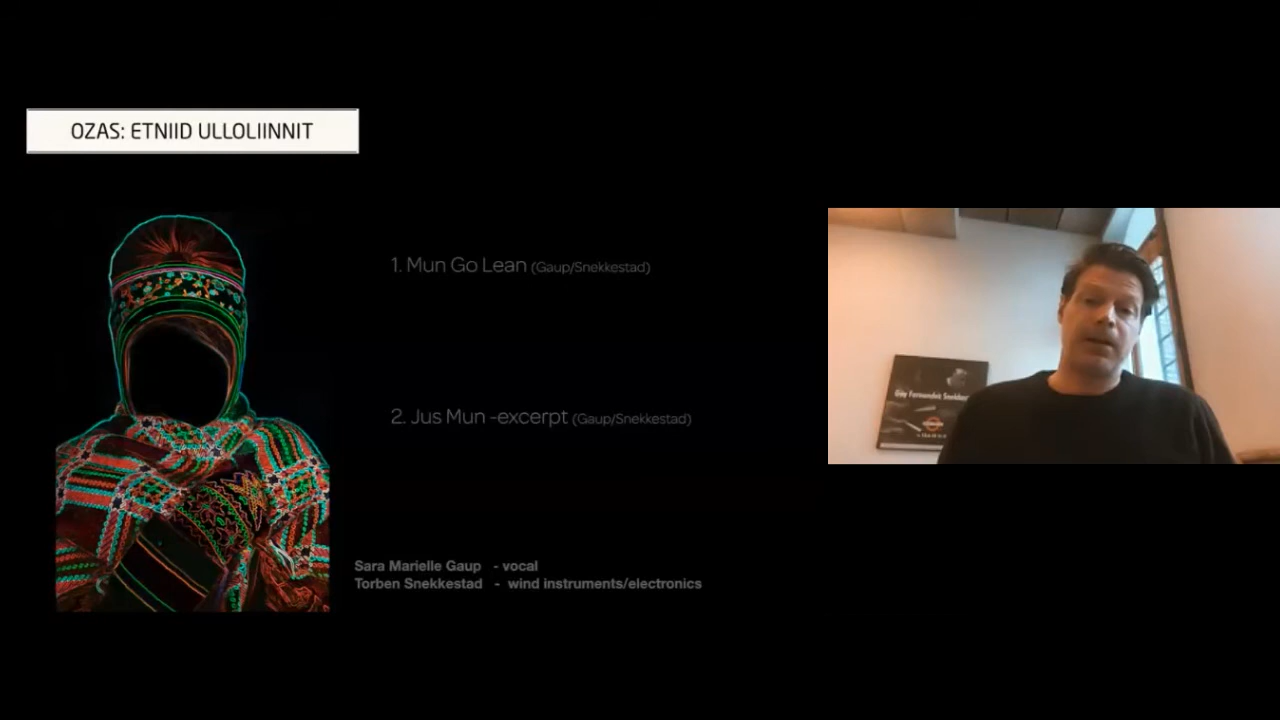 OZAS: ETNIID ULLOLIINNIT
1. Mun Go Lean (Gaup/Snekkestad)
2. Jus Mun -excerpt (Gaup/Snekkestad)
Sara Marielle Gaup - vocal
Torben Snekkestad - wind instruments/electronics